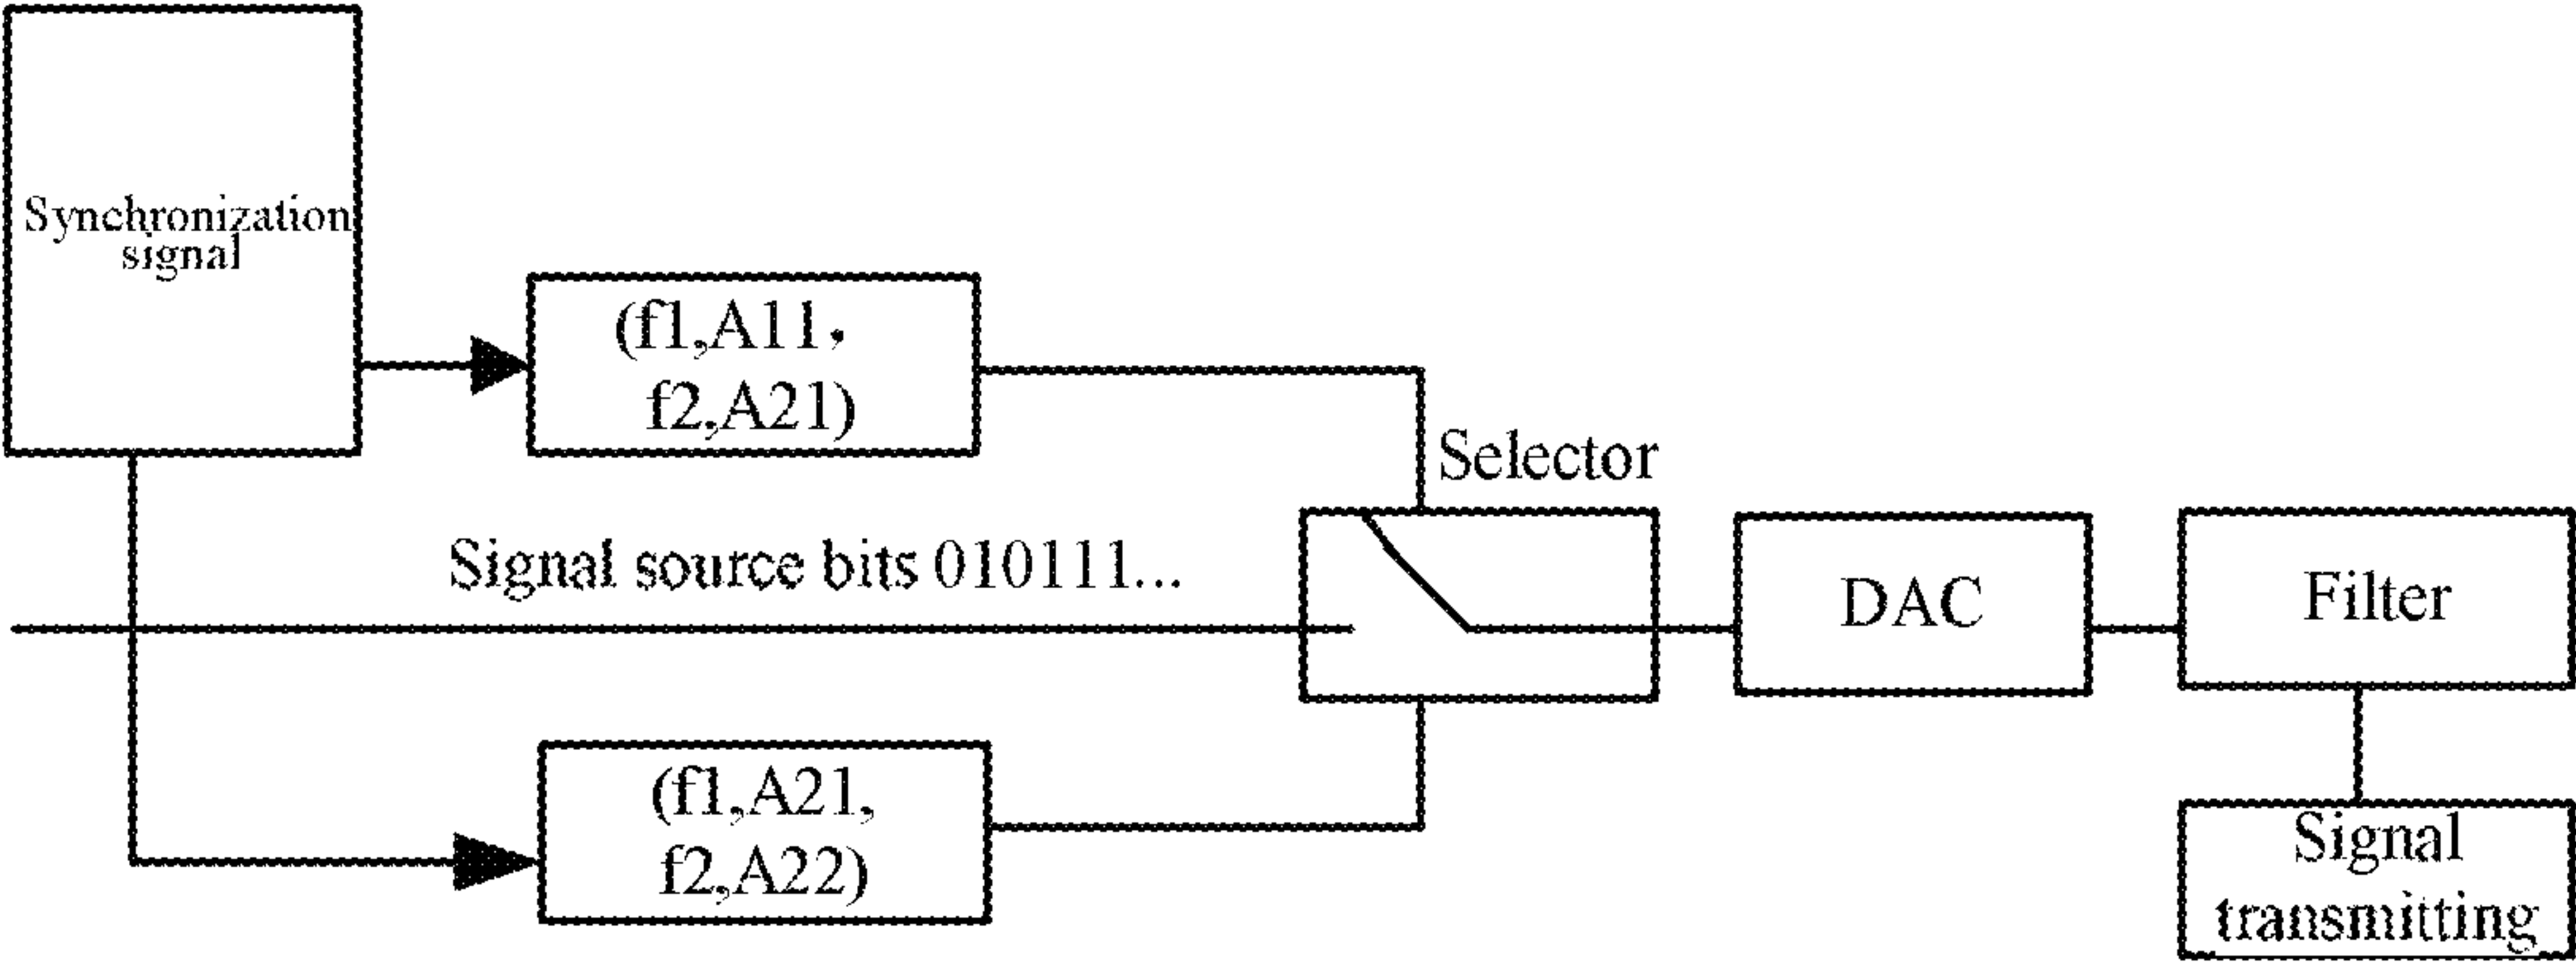 Synchronization
signal
(f1,A11,
f2,A21)
Selector
Signal source bits 010111...
DAC
Filter
(f1,A21,
f2,A22)
Signal
transmitting